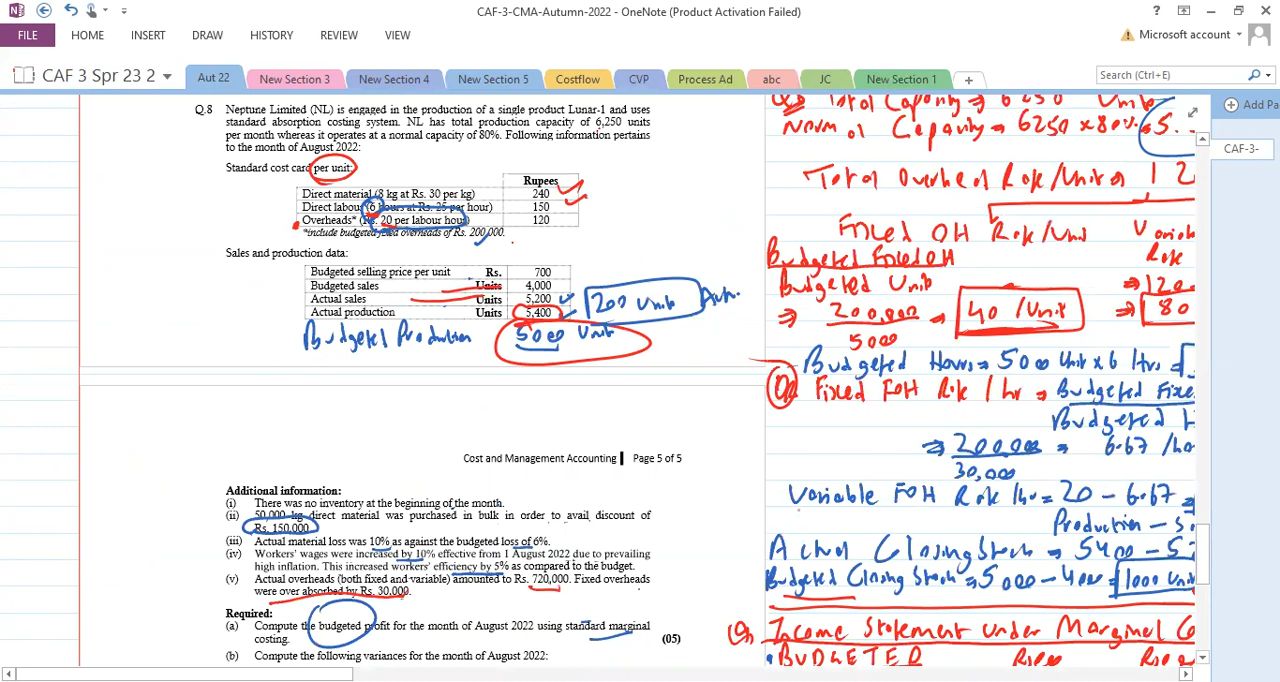 CAF-3-CMA-Autumn-2022 - OneNote (Product Activation Failed)
FILE HOME INSERT DRAW HISTORY REVIEW VIEW
Microsoft account
CAF 3 Spr 23 2 Aut 22 New Section 3 New Section 4 New Section 5 Costflow CVP Process Ad abc JC New Section 1
Search (Ctrl+E)
Add Pa
CAF-3-
Q.8 Neptune Limited (NL) is engaged in the production of a single product Lunar-1 and uses
standard absorption costing system. NL has total production capacity of 6,250 units
per month whereas it operates at a normal capacity of 80%. Following information pertains
to the month of August 2022:
Standard cost card per unit:
Rupees
Direct material (8 kg at Rs. 30 per kg) 240
Direct labour (6 hours at Rs. 25 per hour) 150
Overheads* (Rs. 20 per labour hour) 120
*include budgeted fixed overheads of Rs. 200,000
Sales and production data:
Budgeted selling price per unit Rs. 700
Budgeted sales Units 4,000
Actual sales Units 5,200
Actual production Units 5,400
200 Unit
Budgeted Production 5000 Unit
Cost and Management Accounting | Page 5 of 5
Additional information:
(i) There was no inventory at the beginning of the month.
(ii) 50,000 kg direct material was purchased in bulk in order to avail discount of
Rs. 150,000.
(iii) Actual material loss was 10% as against the budgeted loss of 6%.
(iv) Workers' wages were increased by 10% effective from 1 August 2022 due to prevailing
high inflation. This increased workers' efficiency by 5% as compared to the budget.
(v) Actual overheads (both fixed and variable) amounted to Rs. 720,000. Fixed overheads
were over absorbed by Rs. 30,000.
Required:
(a) Compute the budgeted profit for the month of August 2022 using standard marginal
costing. (05)
(b) Compute the following variances for the month of August 2022:
Total Capacity ⇒ 6250 Units
Normal Capacity = 6250 x 80% = 5
Total Overhead Rate/Unit ⇒ 12
Fixed OH Rate/Unit Variable
Rate
Budgeted Fixed OH
Budgeted Unit ⇒ 120
⇒ 200,000 ⇒ 40/Unit ⇒ 80
5000
Budgeted Hours = 5000 Unit x 6 Hrs =
Or Fixed FOH Rate/hr ⇒ Budgeted Fixe
Budgeted H
⇒ 200,000 = 6.67/hr
30,000
Variable FOH Rate/hr = 20 - 6.67 =
Production -
Actual Closing Stock = 5400 - 5
Budgeted Closing Stock = 5000 - 4000 = 1000 Unit
Income Statement under Marginal C
BUDGETED